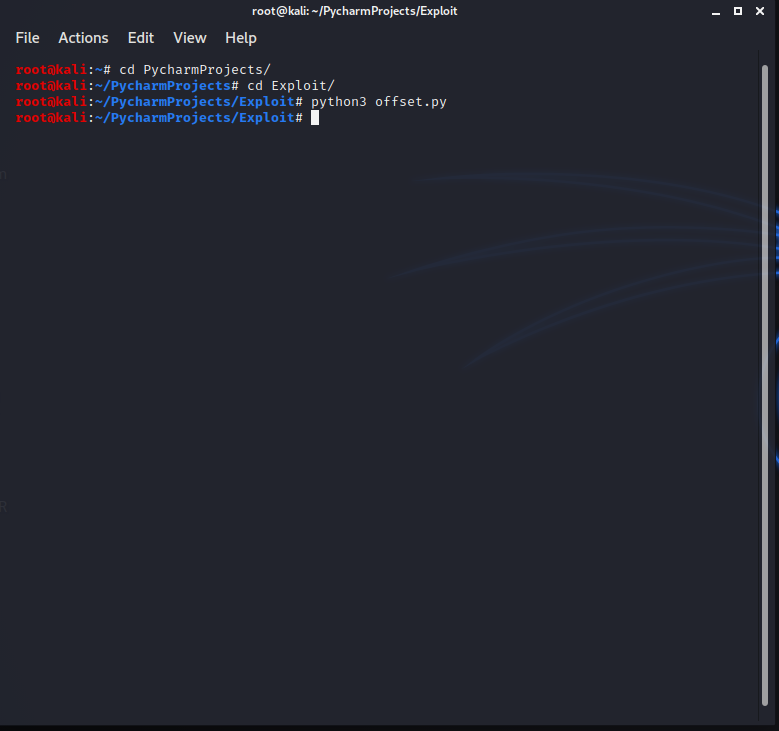 root@kali: ~/PycharmProjects/Exploit
File Actions Edit View Help
root@kali:~# cd PycharmProjects/
root@kali:~/PycharmProjects# cd Exploit/
root@kali:~/PycharmProjects/Exploit# python3 offset.py
root@kali:~/PycharmProjects/Exploit#
n
R